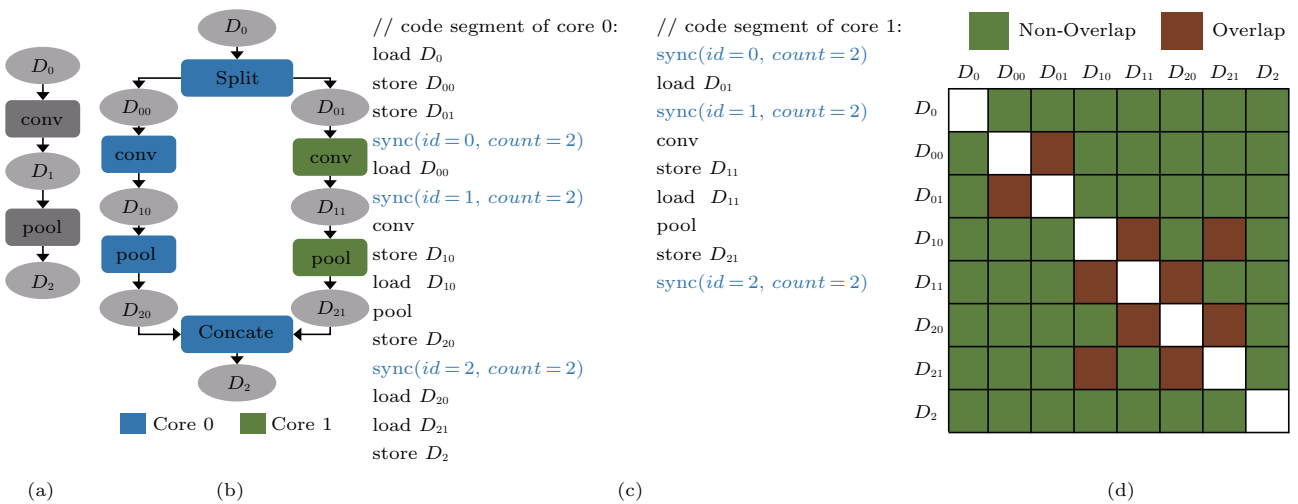 D0
conv
D1
pool
D2
D0
Split
D00
D01
conv
conv
D10
D11
pool
pool
D20
D21
Concate
D2
Core 0
Core 1
// code segment of core 0:
load D0
store D00
store D01
sync(id = 0, count = 2)
load D00
sync(id = 1, count = 2)
conv
store D10
load D10
pool
store D20
sync(id = 2, count = 2)
load D20
load D21
store D2
// code segment of core 1:
sync(id = 0, count = 2)
load D01
sync(id = 1, count = 2)
conv
store D11
load D11
pool
store D21
sync(id = 2, count = 2)
Non-Overlap Overlap
D0 D00 D01 D10 D11 D20 D21 D2
D0
D00
D01
D10
D11
D20
D21
D2
(a) (b) (c) (d)